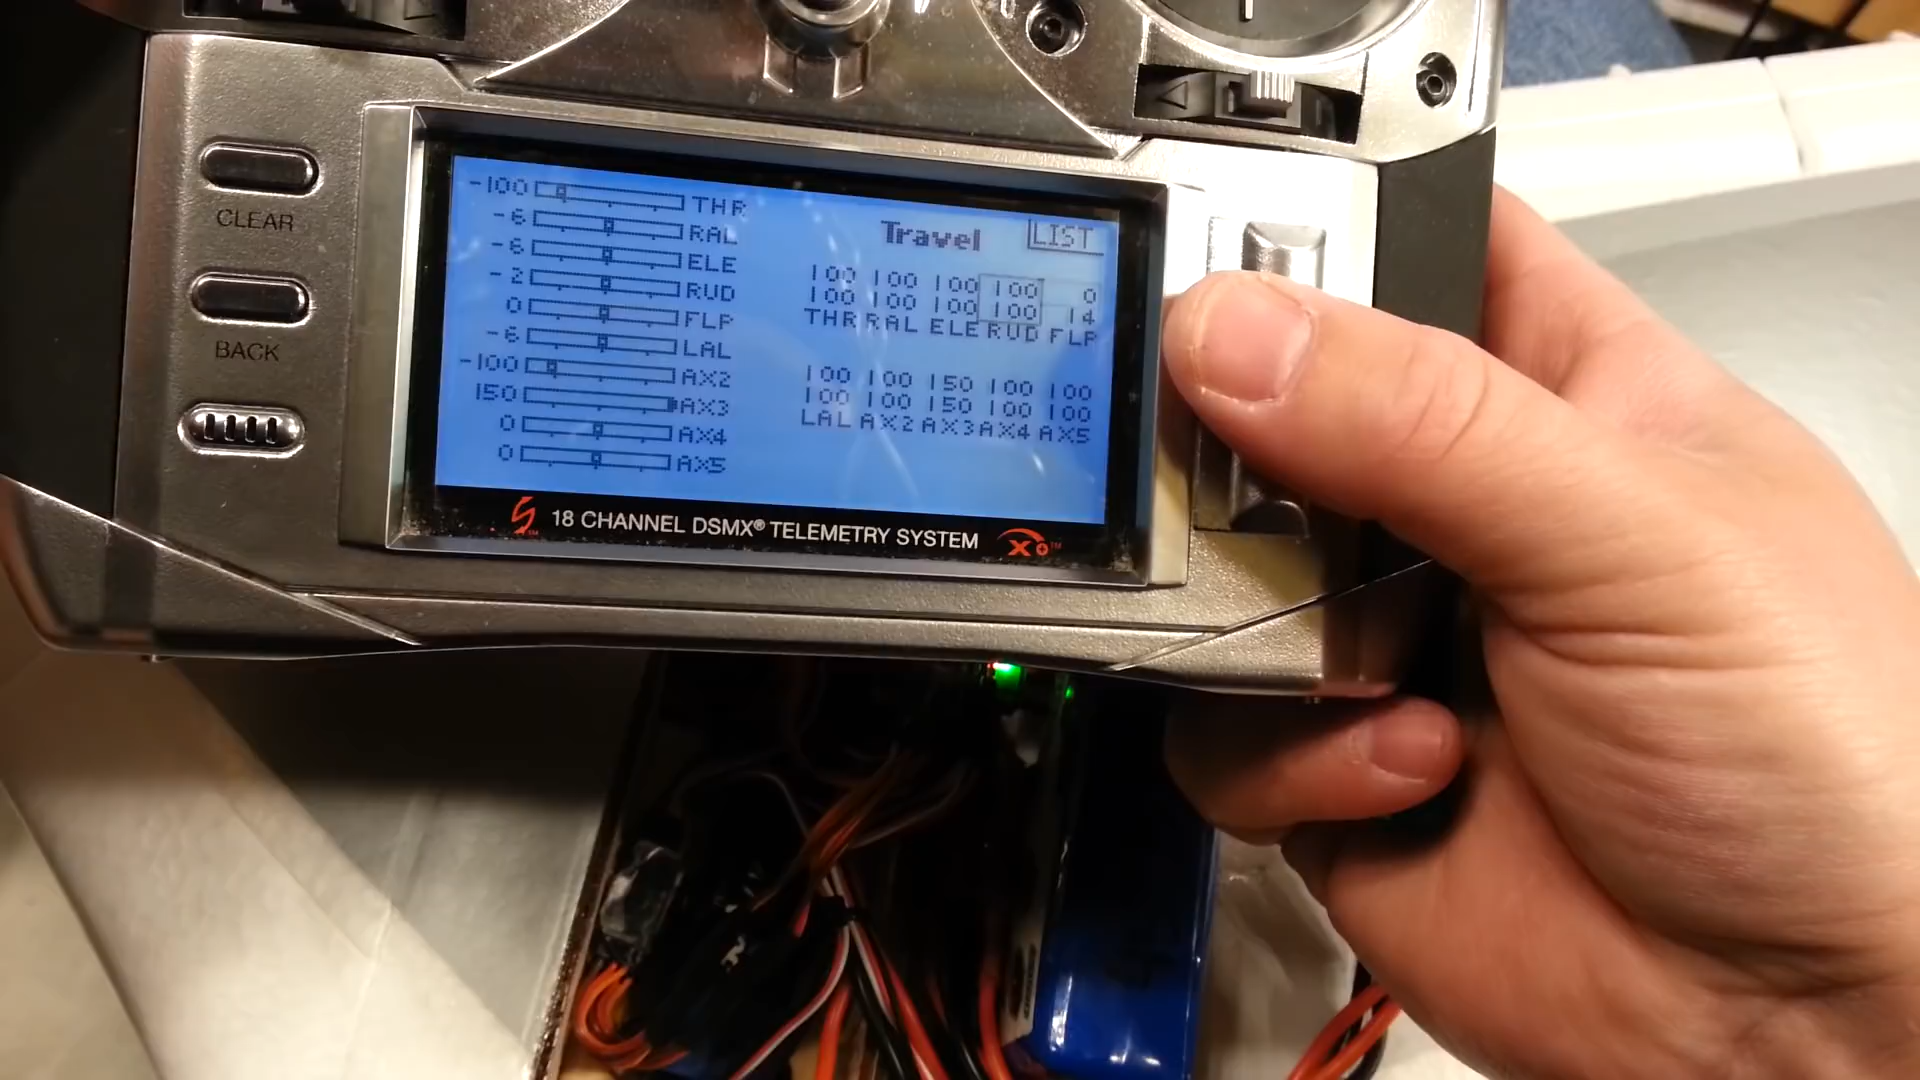 CLEAR
BACK
-100 THR
-6 RAL
-6 ELE
-2 RUD
0 FLP
-6 LAL
-100 AX2
150 AX3
0 AX4
0 AX5
Travel LIST
100 100 100 100 0
100 100 100 100 14
THR RAL ELE RUD FLP
100 100 150 100 100
100 100 150 100 100
LAL AX2 AX3 AX4 AX5
18 CHANNEL DSMX® TELEMETRY SYSTEM